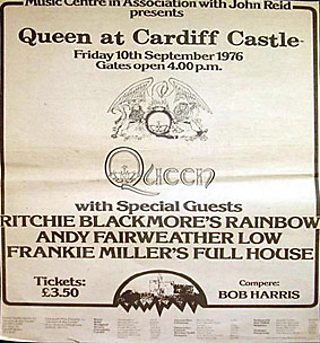 Music Centre in Association with John Reid
presents
Queen at Cardiff Castle
Friday 10th September 1976
Gates open 4.00 p.m.
Queen
with Special Guests
RITCHIE BLACKMORE'S RAINBOW
ANDY FAIRWEATHER LOW
FRANKIE MILLER'S FULL HOUSE
Tickets:
£3.50
Compere:
BOB HARRIS